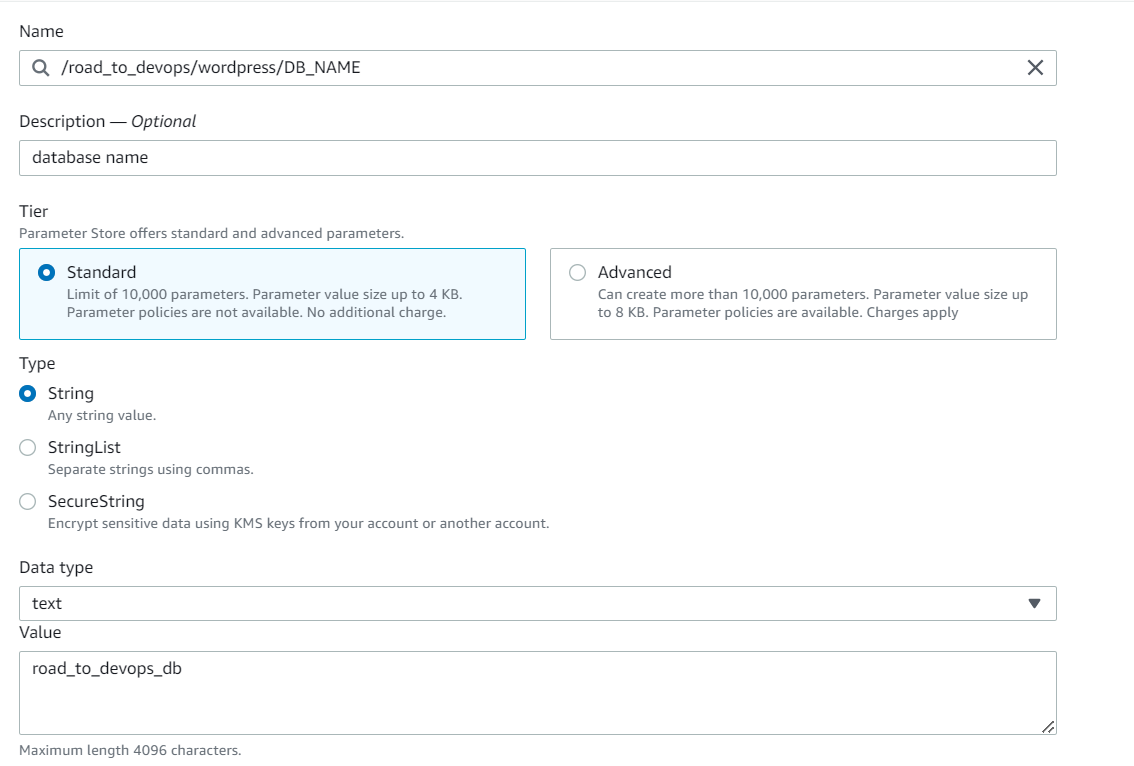 Name
/road_to_devops/wordpress/DB_NAME
Description — Optional
database name
Tier
Parameter Store offers standard and advanced parameters.
Standard
Limit of 10,000 parameters. Parameter value size up to 4 KB.
Parameter policies are not available. No additional charge.
Advanced
Can create more than 10,000 parameters. Parameter value size up
to 8 KB. Parameter policies are available. Charges apply
Type
String
Any string value.
StringList
Separate strings using commas.
SecureString
Encrypt sensitive data using KMS keys from your account or another account.
Data type
text
Value
road_to_devops_db
Maximum length 4096 characters.